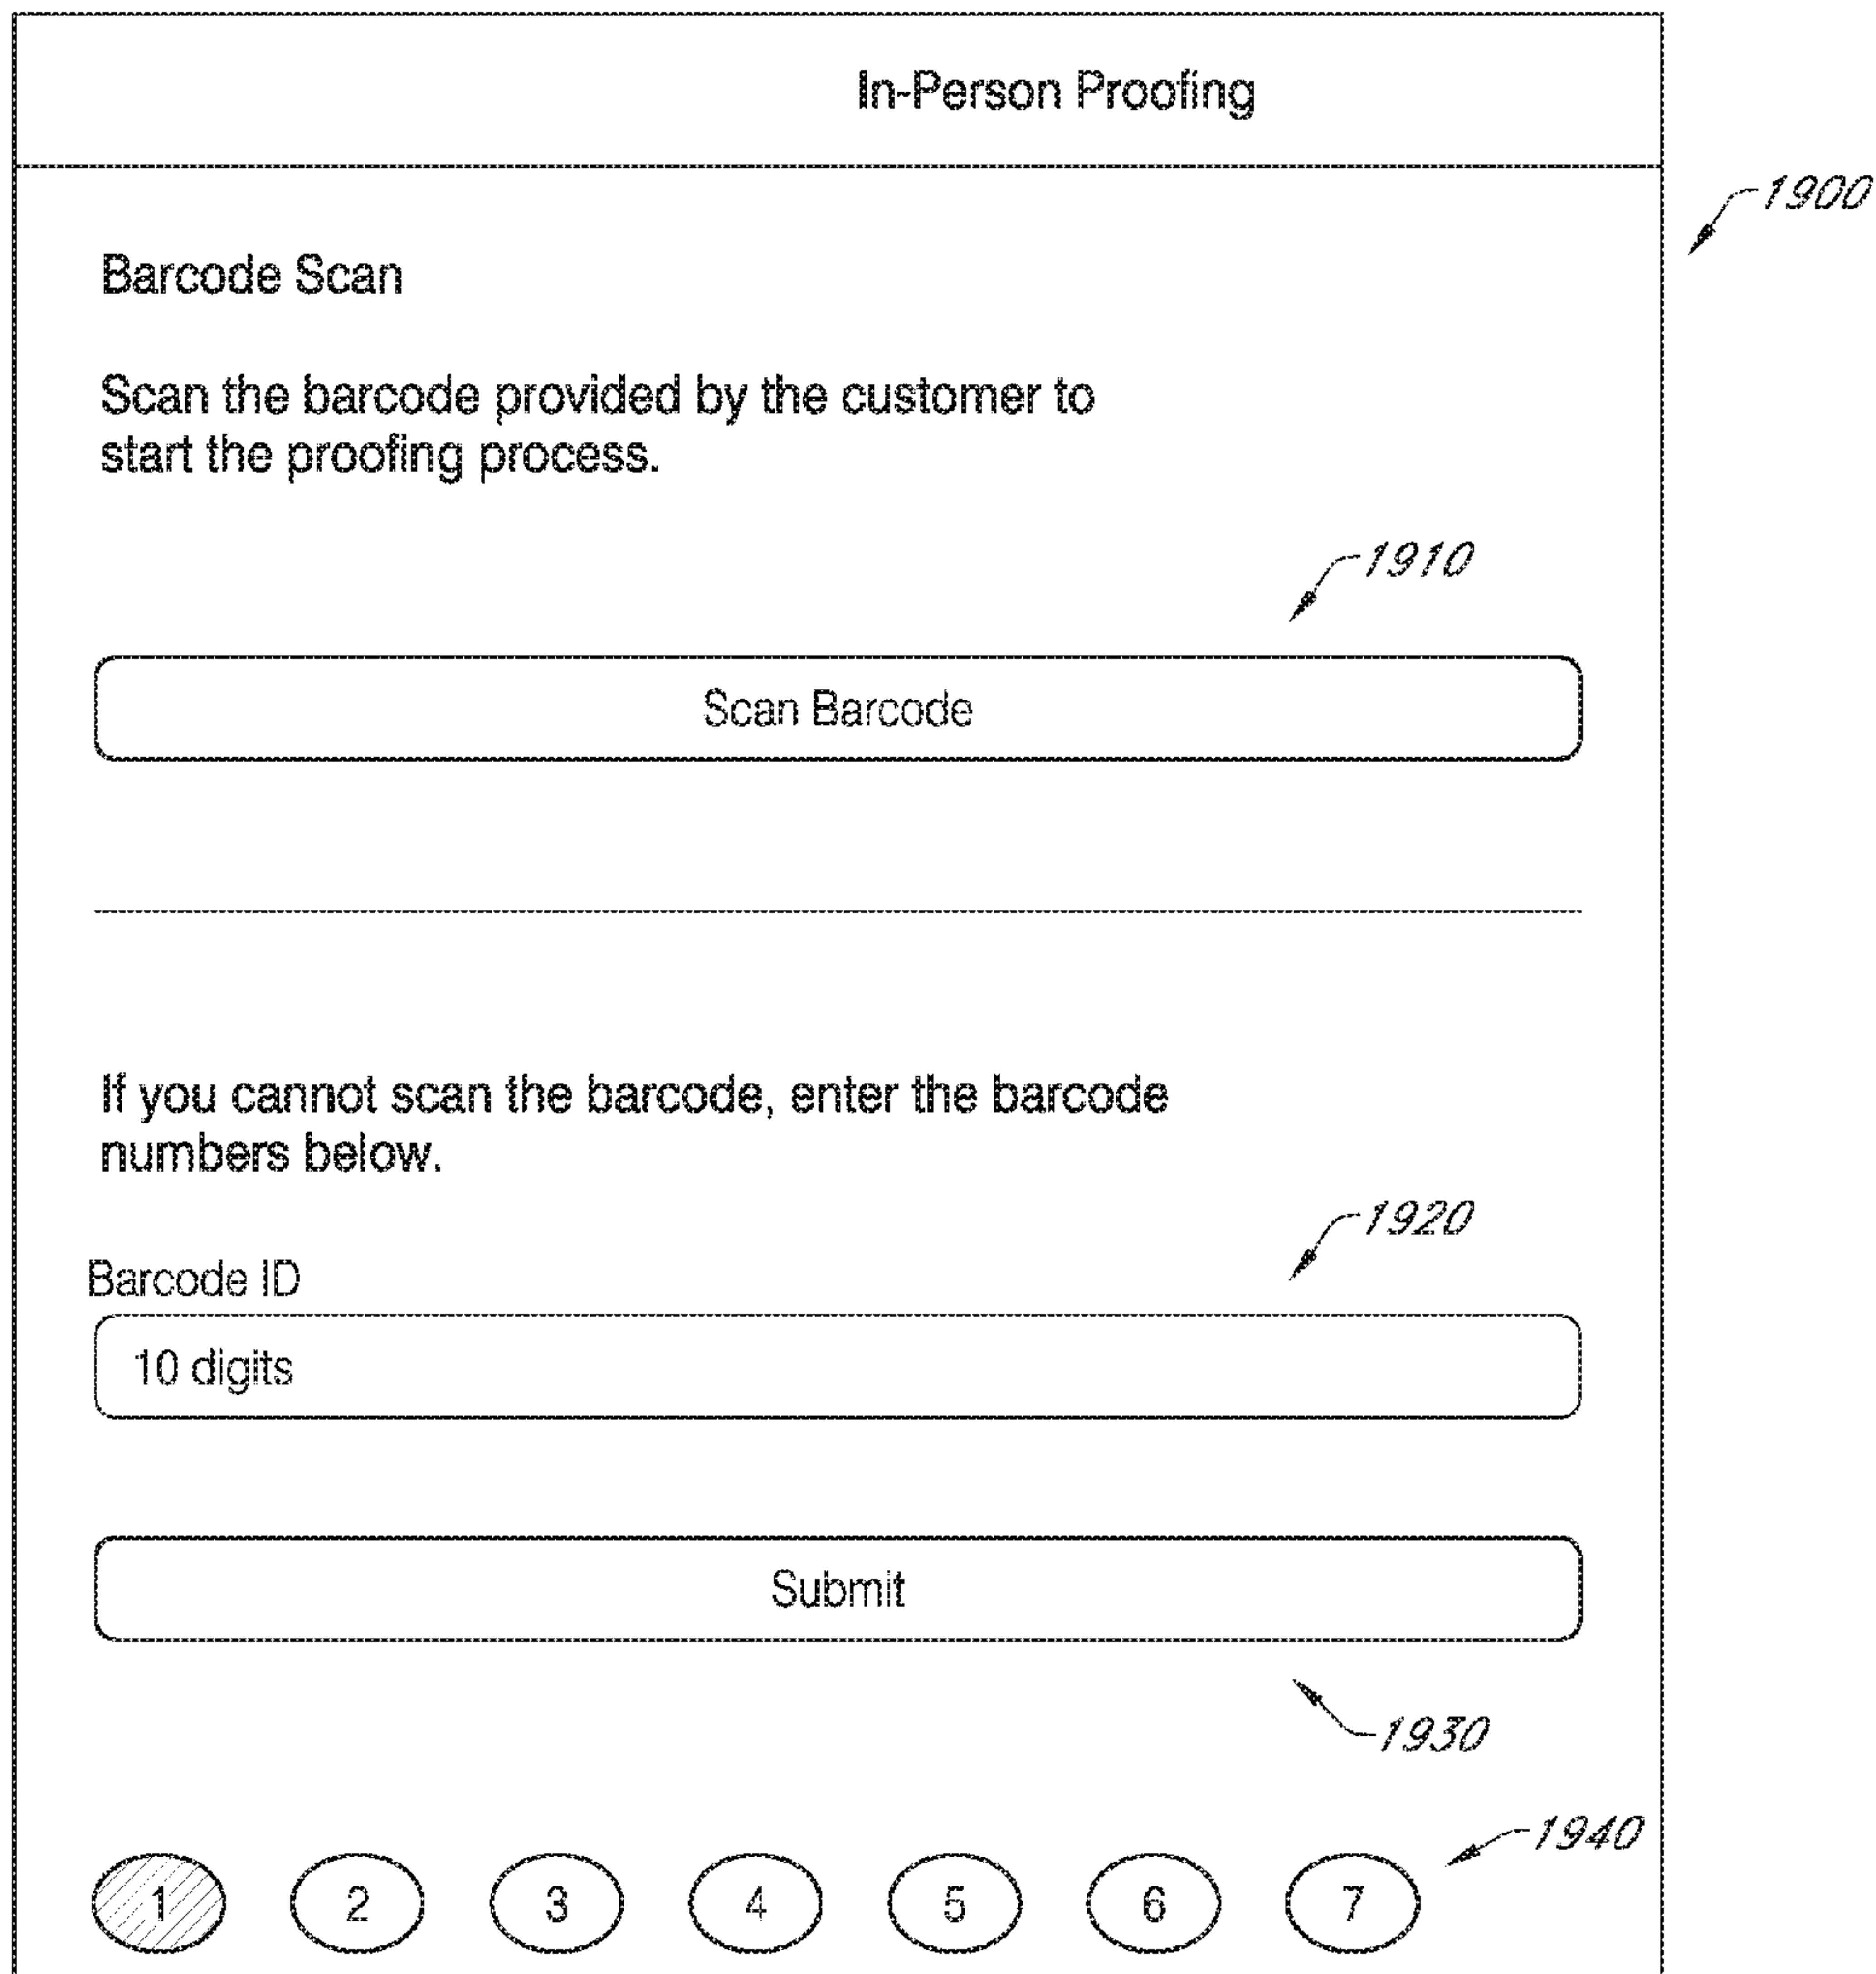 In-Person Proofing
1900
Barcode Scan
Scan the barcode provided by the customer to
start the proofing process.
1910
Scan Barcode
If you cannot scan the barcode, enter the barcode
numbers below.
1920
Barcode ID
10 digits
Submit
1930
1940
1 2 3 4 5 6 7